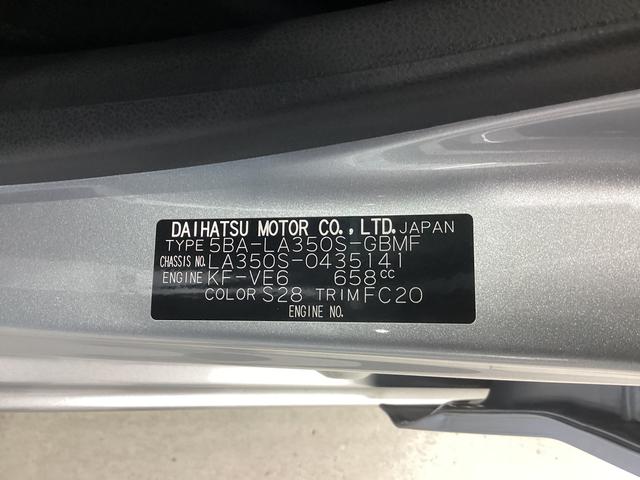 DAIHATSU MOTOR CO., LTD. JAPAN
TYPE 5BA-LA350S-GBMF
CHASSIS NO. LA350S-0435141
ENGINE KF-VE6 658CC
COLOR S28 TRIM FC20
ENGINE NO.